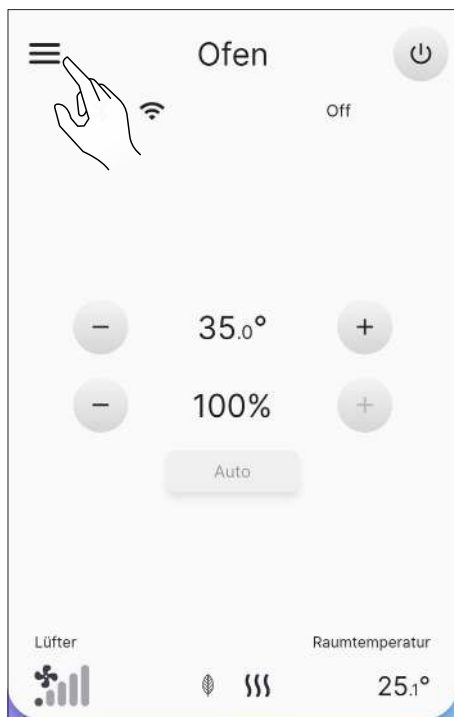 Ofen
Off
− 35.0° +
− 100% +
Auto
Lüfter Raumtemperatur
25.1°